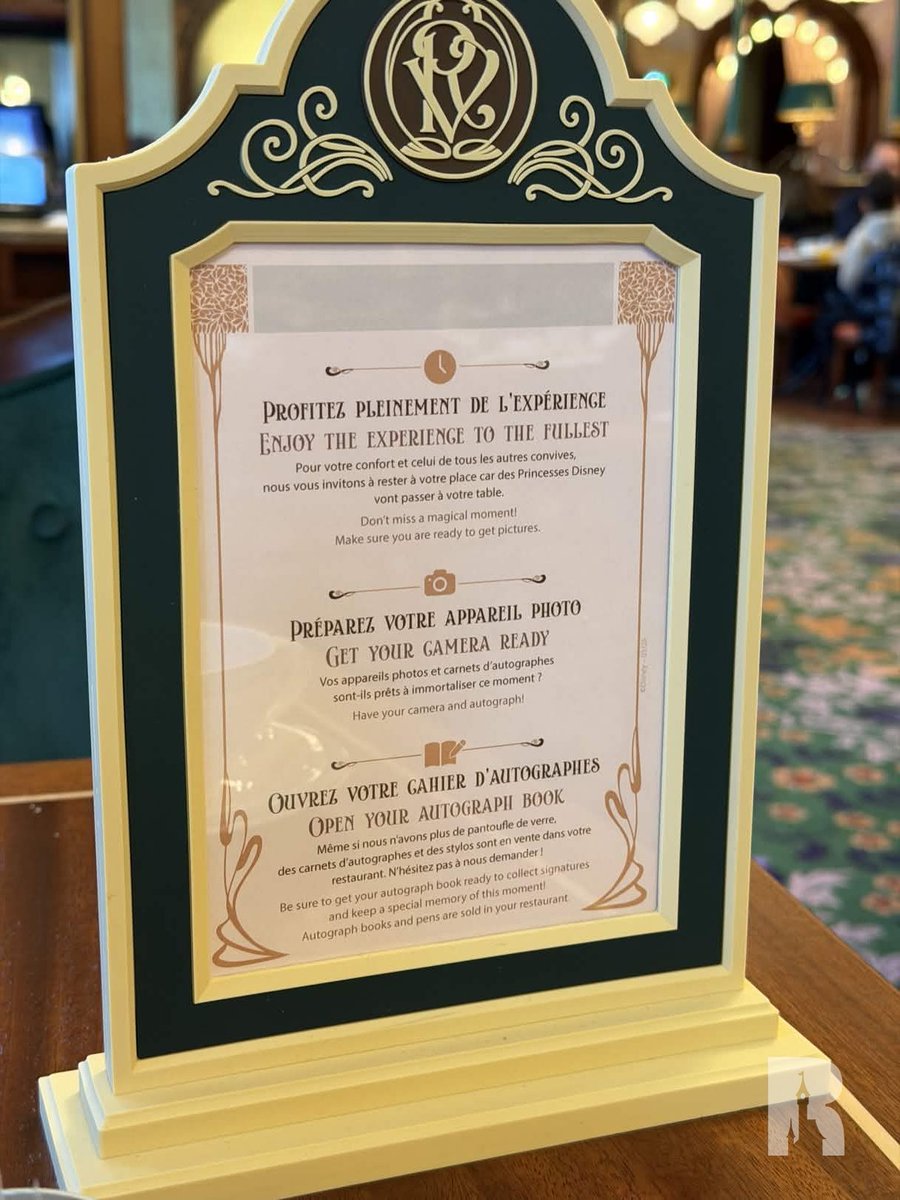 PROFITEZ PLEINEMENT DE L'EXPÉRIENCE
ENJOY THE EXPERIENCE TO THE FULLEST
Pour votre confort et celui de tous les autres convives,
nous vous invitons à rester à votre place car des Princesses Disney
vont passer à votre table.
Don't miss a magical moment!
Make sure you are ready to get pictures.
PRÉPAREZ VOTRE APPAREIL PHOTO
GET YOUR CAMERA READY
Vos appareils photos et carnets d'autographes
sont-ils prêts à immortaliser ce moment ?
Have your camera and autograph!
OUVREZ VOTRE CAHIER D'AUTOGRAPHES
OPEN YOUR AUTOGRAPH BOOK
Même si nous n'avons plus de pantoufle de verre,
des carnets d'autographes et des stylos sont en vente dans votre
restaurant. N'hésitez pas à nous demander !
Be sure to get your autograph book ready to collect signatures
and keep a special memory of this moment!
Autograph books and pens are sold in your restaurant.
©Disney